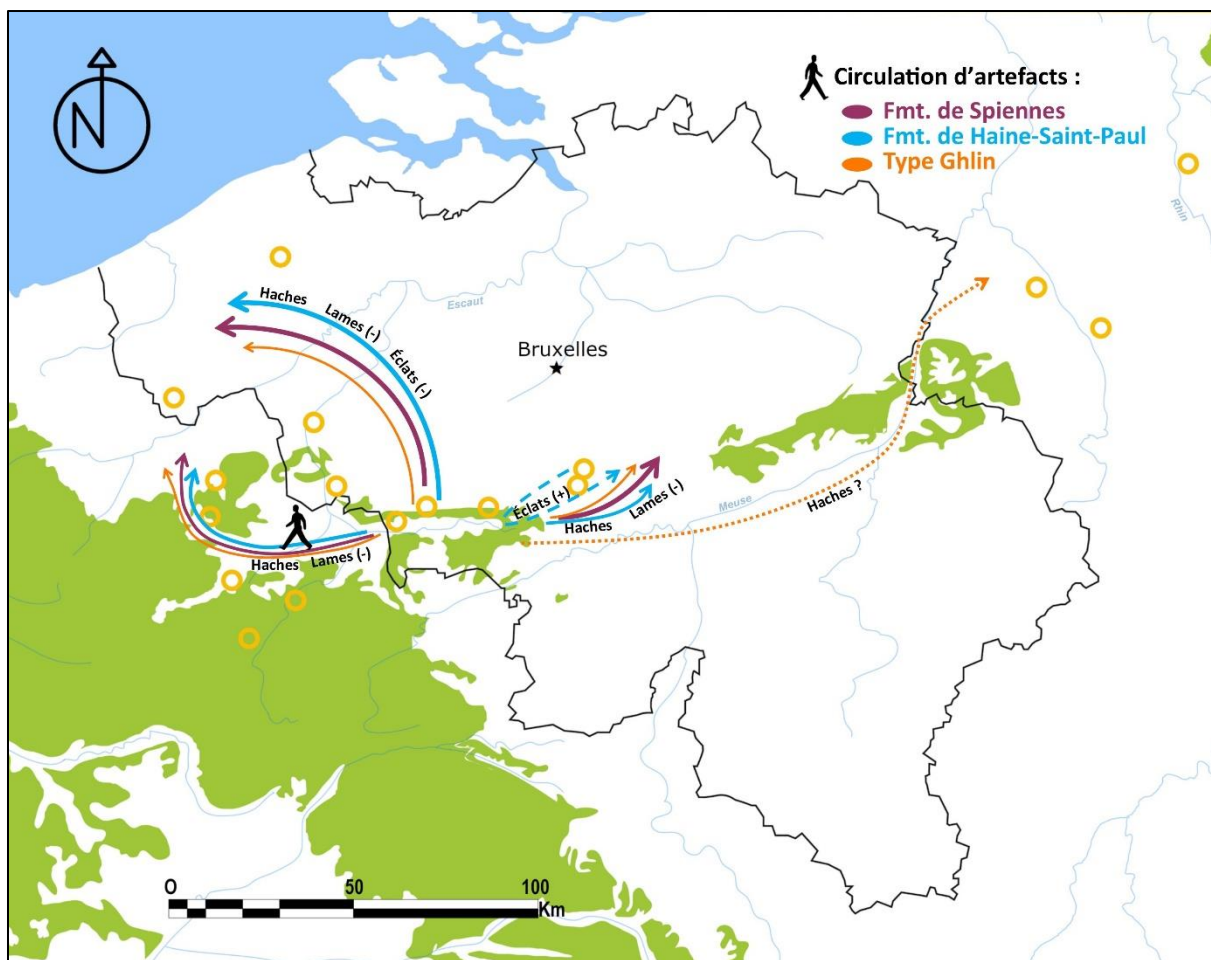 N
Circulation d'artefacts :
Fmt. de Spiennes
Fmt. de Haine-Saint-Paul
Type Ghlin
Rhin
Haches
Lames (-)
Éclats (-)
Escaut
Bruxelles
Éclats (+)
Haches
Lames (-)
Meuse
Haches ?
Haches
Lames (-)
0
50
100
Km